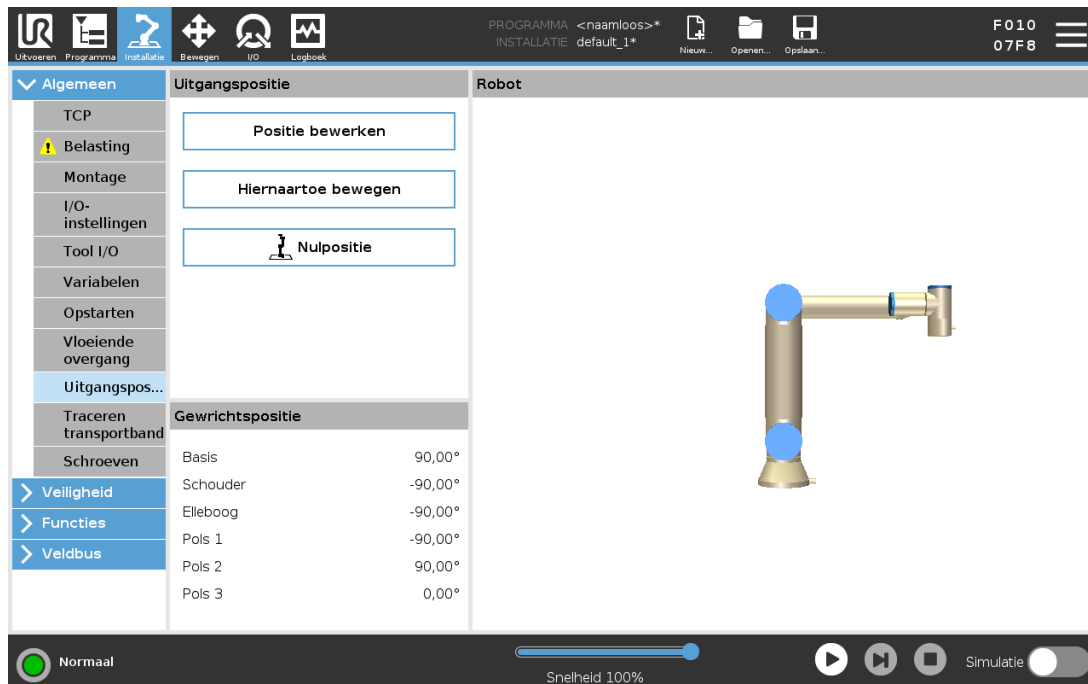 UR
Uitvoeren
Programma
Installatie
Bewegen
I/O
Logboek
PROGRAMMA <naamloos>*
INSTALLATIE default_1*
Nieuw...
Openen...
Opslaan...
F010
07F8
Algemeen
TCP
Belasting
Montage
I/O-
instellingen
Tool I/O
Variabelen
Opstarten
Vloeiende
overgang
Uitgangspos...
Traceren
transportband
Schroeven
Veiligheid
Functies
Veldbus
Uitgangspositie
Positie bewerken
Hiernaartoe bewegen
Nulpositie
Gewrichtspositie
Basis 90,00°
Schouder -90,00°
Elleboog -90,00°
Pols 1 -90,00°
Pols 2 90,00°
Pols 3 0,00°
Robot
Normaal
Snelheid 100%
Simulatie